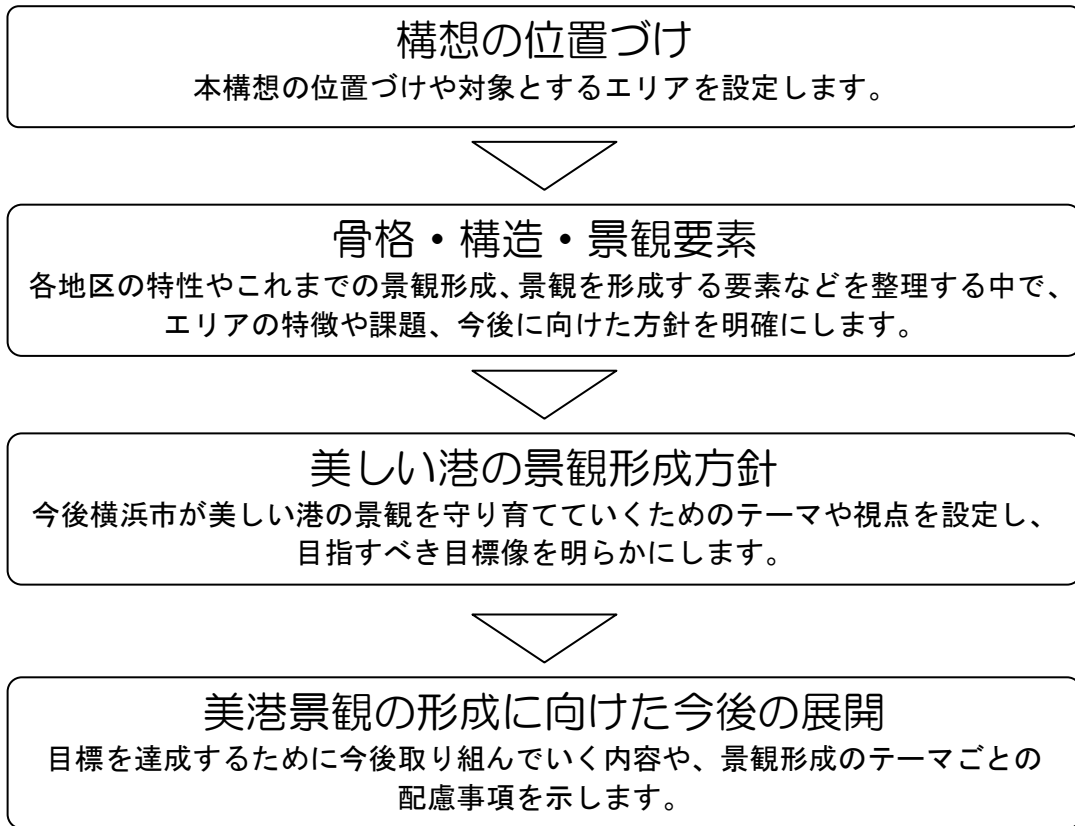 構想の位置づけ
本構想の位置づけや対象とするエリアを設定します。
骨格・構造・景観要素
各地区の特性やこれまでの景観形成、景観を形成する要素などを整理する中で、
エリアの特徴や課題、今後に向けた方針を明確にします。
美しい港の景観形成方針
今後横浜市が美しい港の景観を守り育てていくためのテーマや視点を設定し、
目指すべき目標像を明らかにします。
美港景観の形成に向けた今後の展開
目標を達成するために今後取り組んでいく内容や、景観形成のテーマごとの
配慮事項を示します。